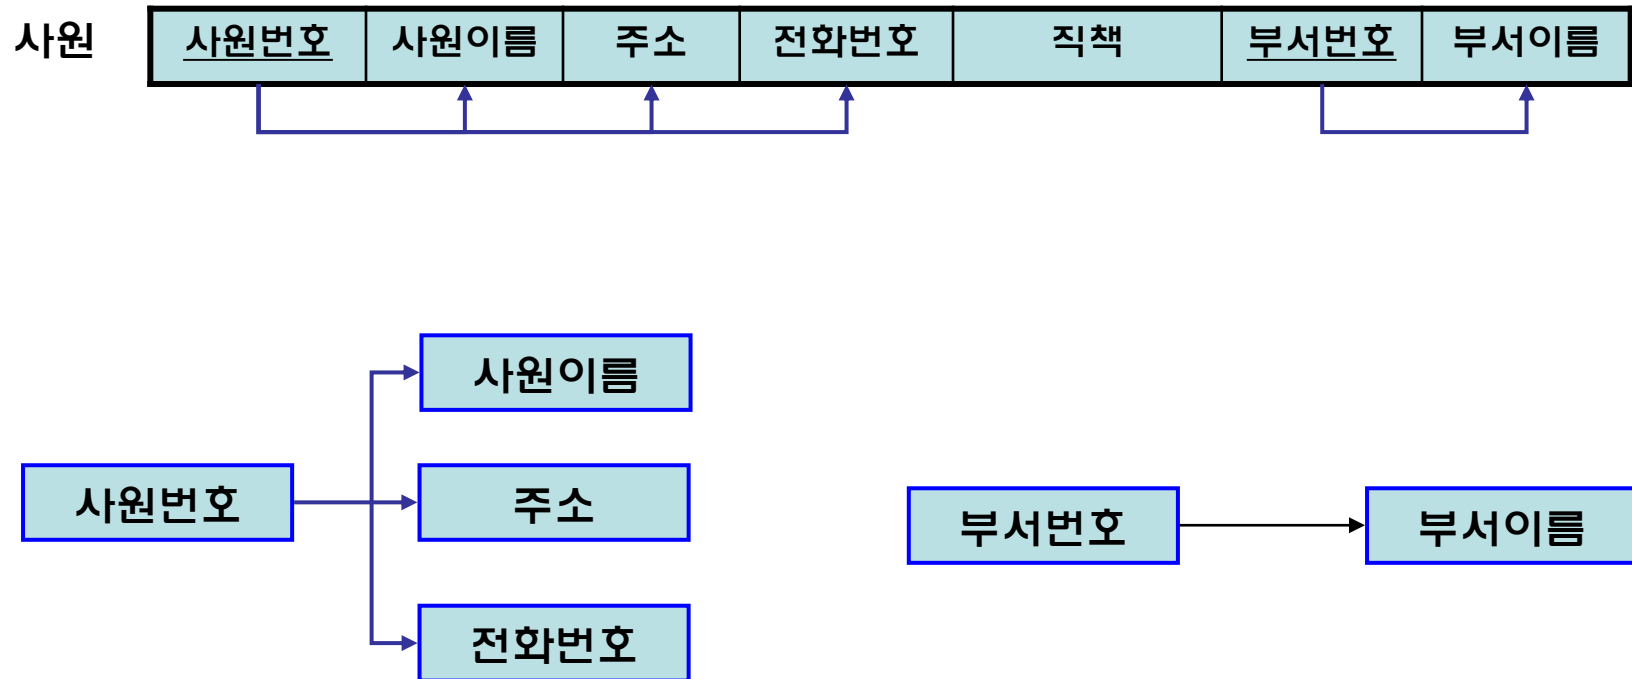 사원 사원번호 사원이름 주소 전화번호 직책 부서번호 부서이름
사원이름
사원번호 주소
부서번호 부서이름
전화번호